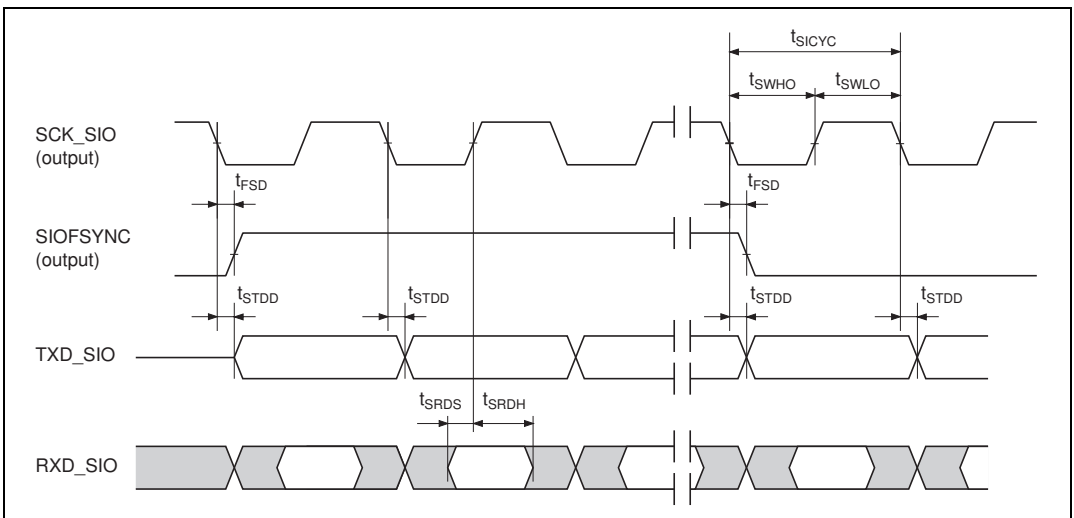 tSICYC
tSWHO tSWLO
SCK_SIO
(output)
tFSD tFSD
SIOFSYNC
(output)
tSTDD tSTDD tSTDD tSTDD
TXD_SIO
tSRDS tSRDH
RXD_SIO